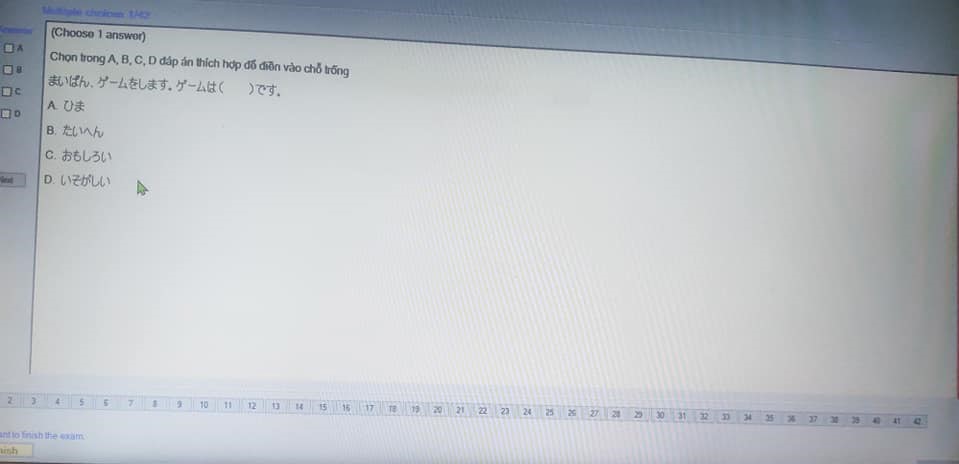 Multiple choices 1/42
Answer
(Choose 1 answer)
A
B
C
D
Chọn trong A, B, C, D đáp án thích hợp để điền vào chỗ trống
まいばん、ゲームをします。ゲームは( )です。
A. ひま
B. たいへん
C. おもしろい
D. いそがしい
Next
2 3 4 5 6 7 8 9 10 11 12 13 14 15 16 17 18 19 20 21 22 23 24 25 26 27 28 29 30 31 32 33 34 35 36 37 38 39 40 41 42
ant to finish the exam.
nish